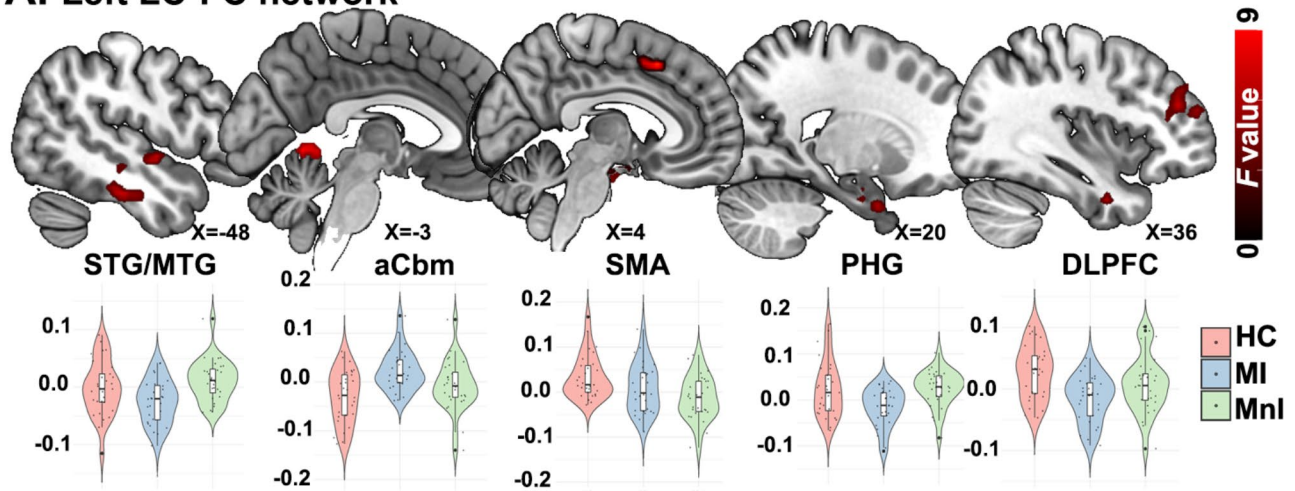 A. Left LC FC network
X=-48
X=-3
X=4
X=20
X=36
9
F value
0
STG/MTG
aCbm
SMA
PHG
DLPFC
0.1
0.0
-0.1
0.2
0.1
0.0
-0.1
-0.2
0.2
0.1
0.0
-0.1
-0.2
0.2
0.1
0.0
-0.1
0.1
0.0
-0.1
HC
MI
MnI